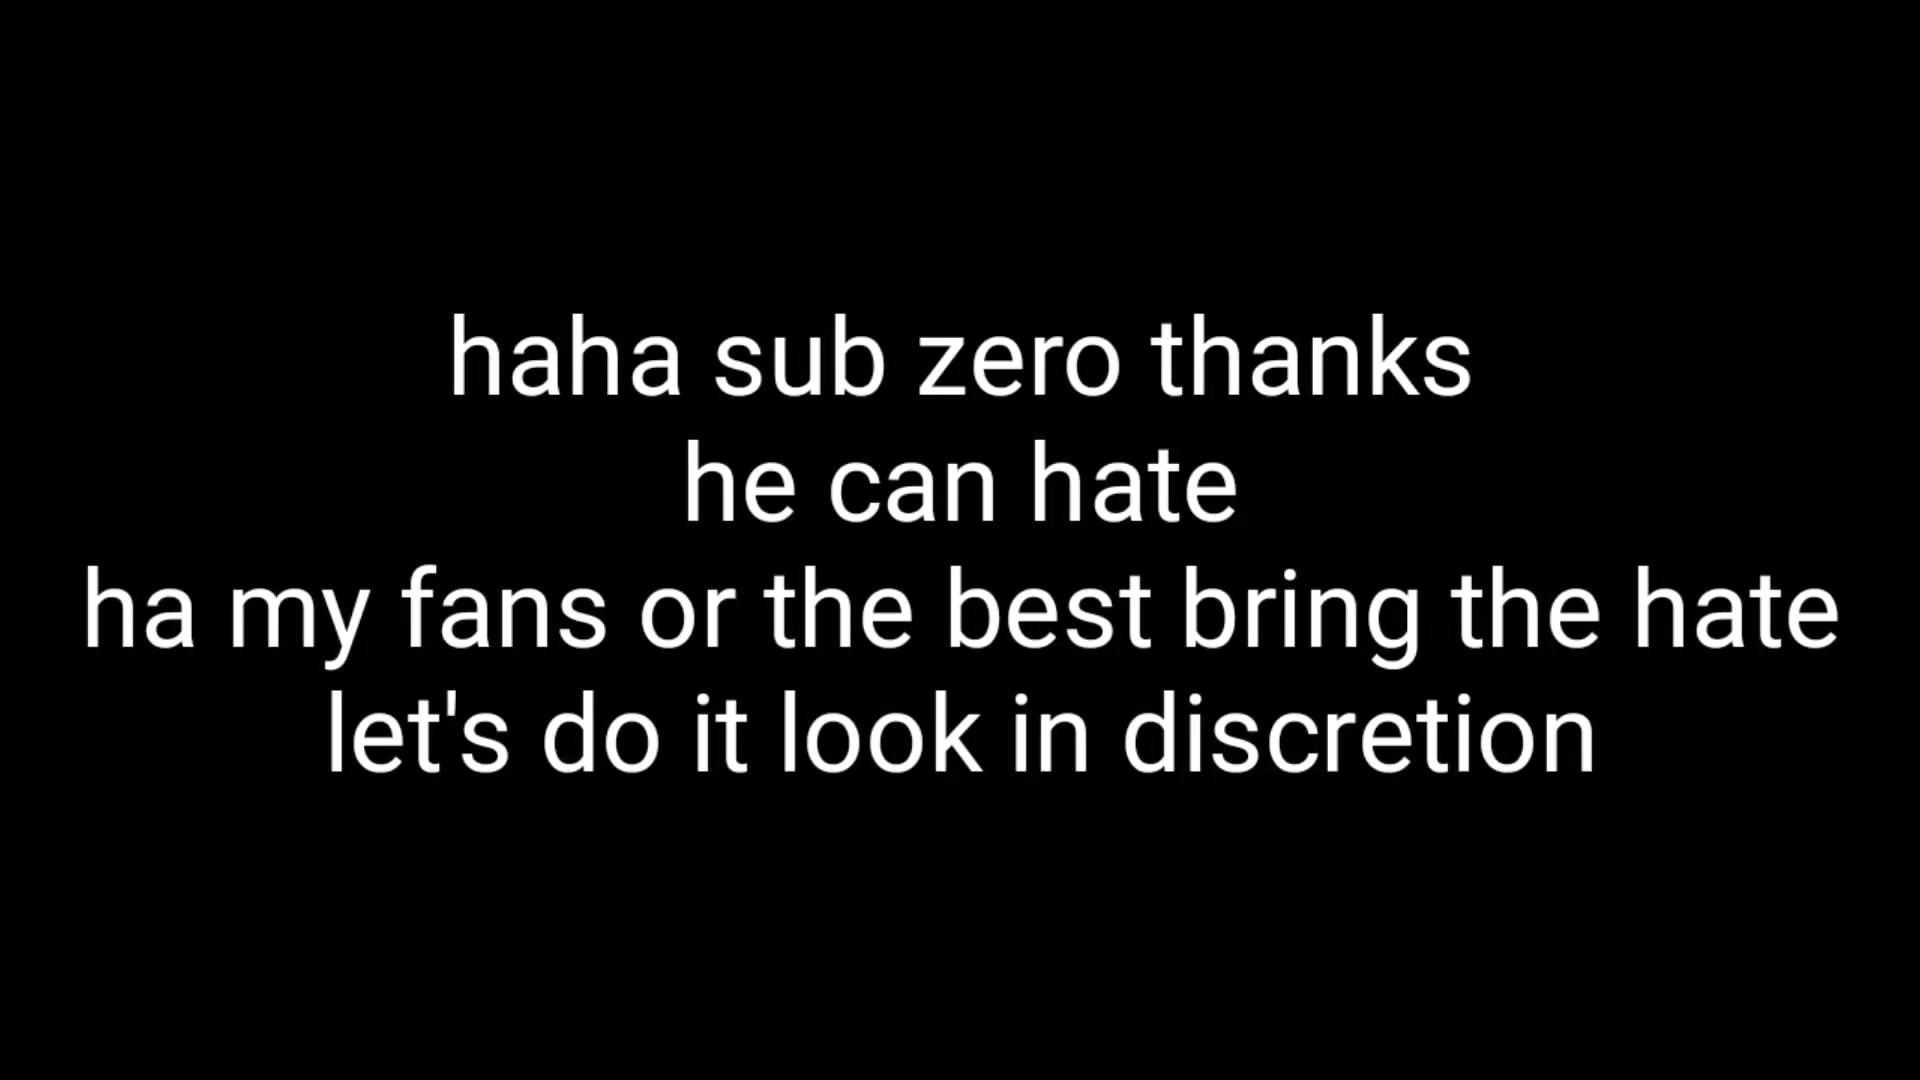 haha sub zero thanks
he can hate
ha my fans or the best bring the hate
let's do it look in discretion